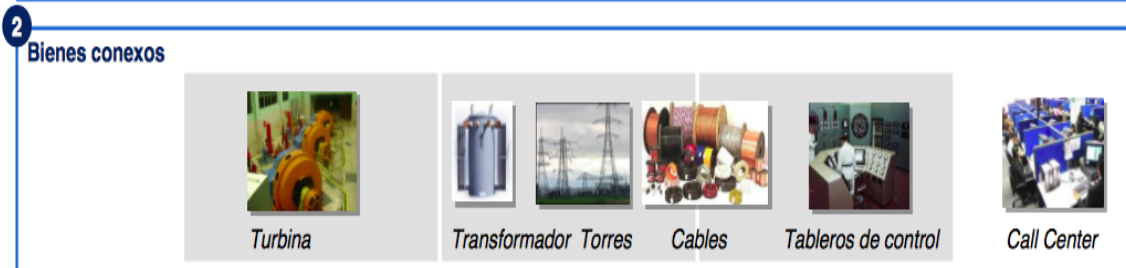 2
Bienes conexos
Turbina
Transformador Torres Cables Tableros de control Call Center